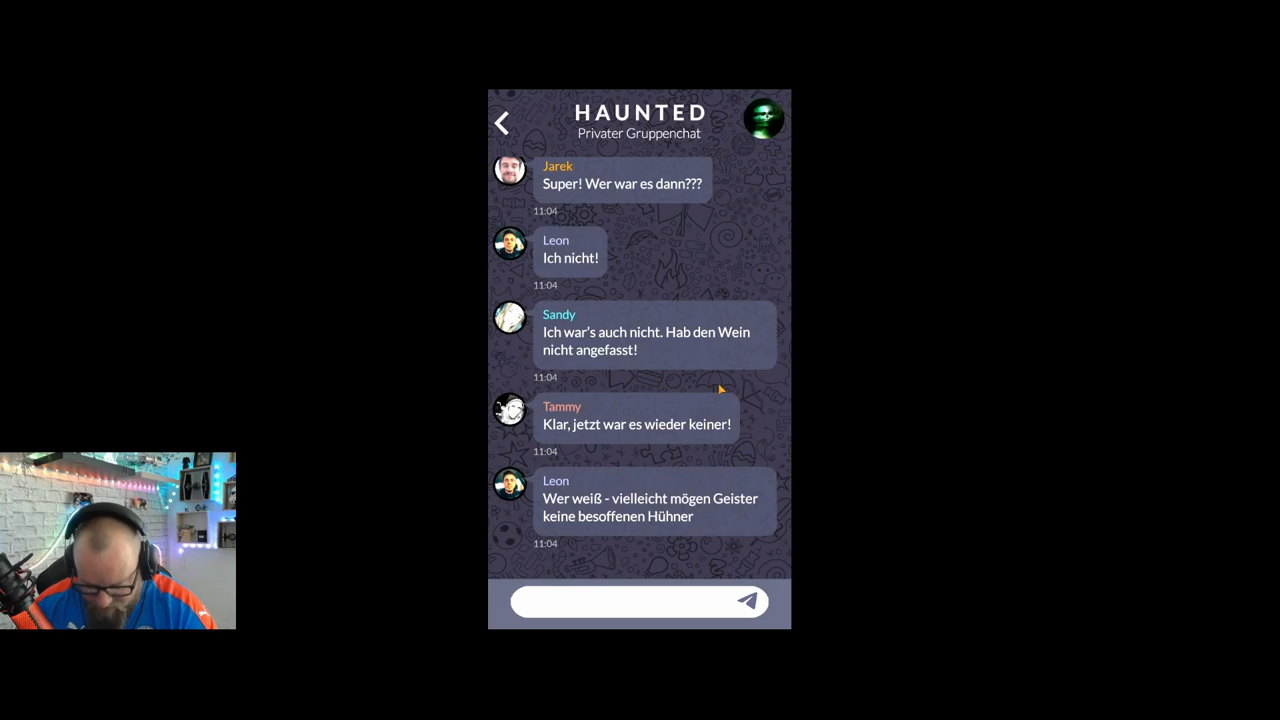 HAUNTED
Privater Gruppenchat
Jarek
Super! Wer war es dann???
11:04
Leon
Ich nicht!
11:04
Sandy
Ich war's auch nicht. Hab den Wein
nicht angefasst!
11:04
Tammy
Klar, jetzt war es wieder keiner!
11:04
Leon
Wer weiß - vielleicht mögen Geister
keine besoffenen Hühner
11:04